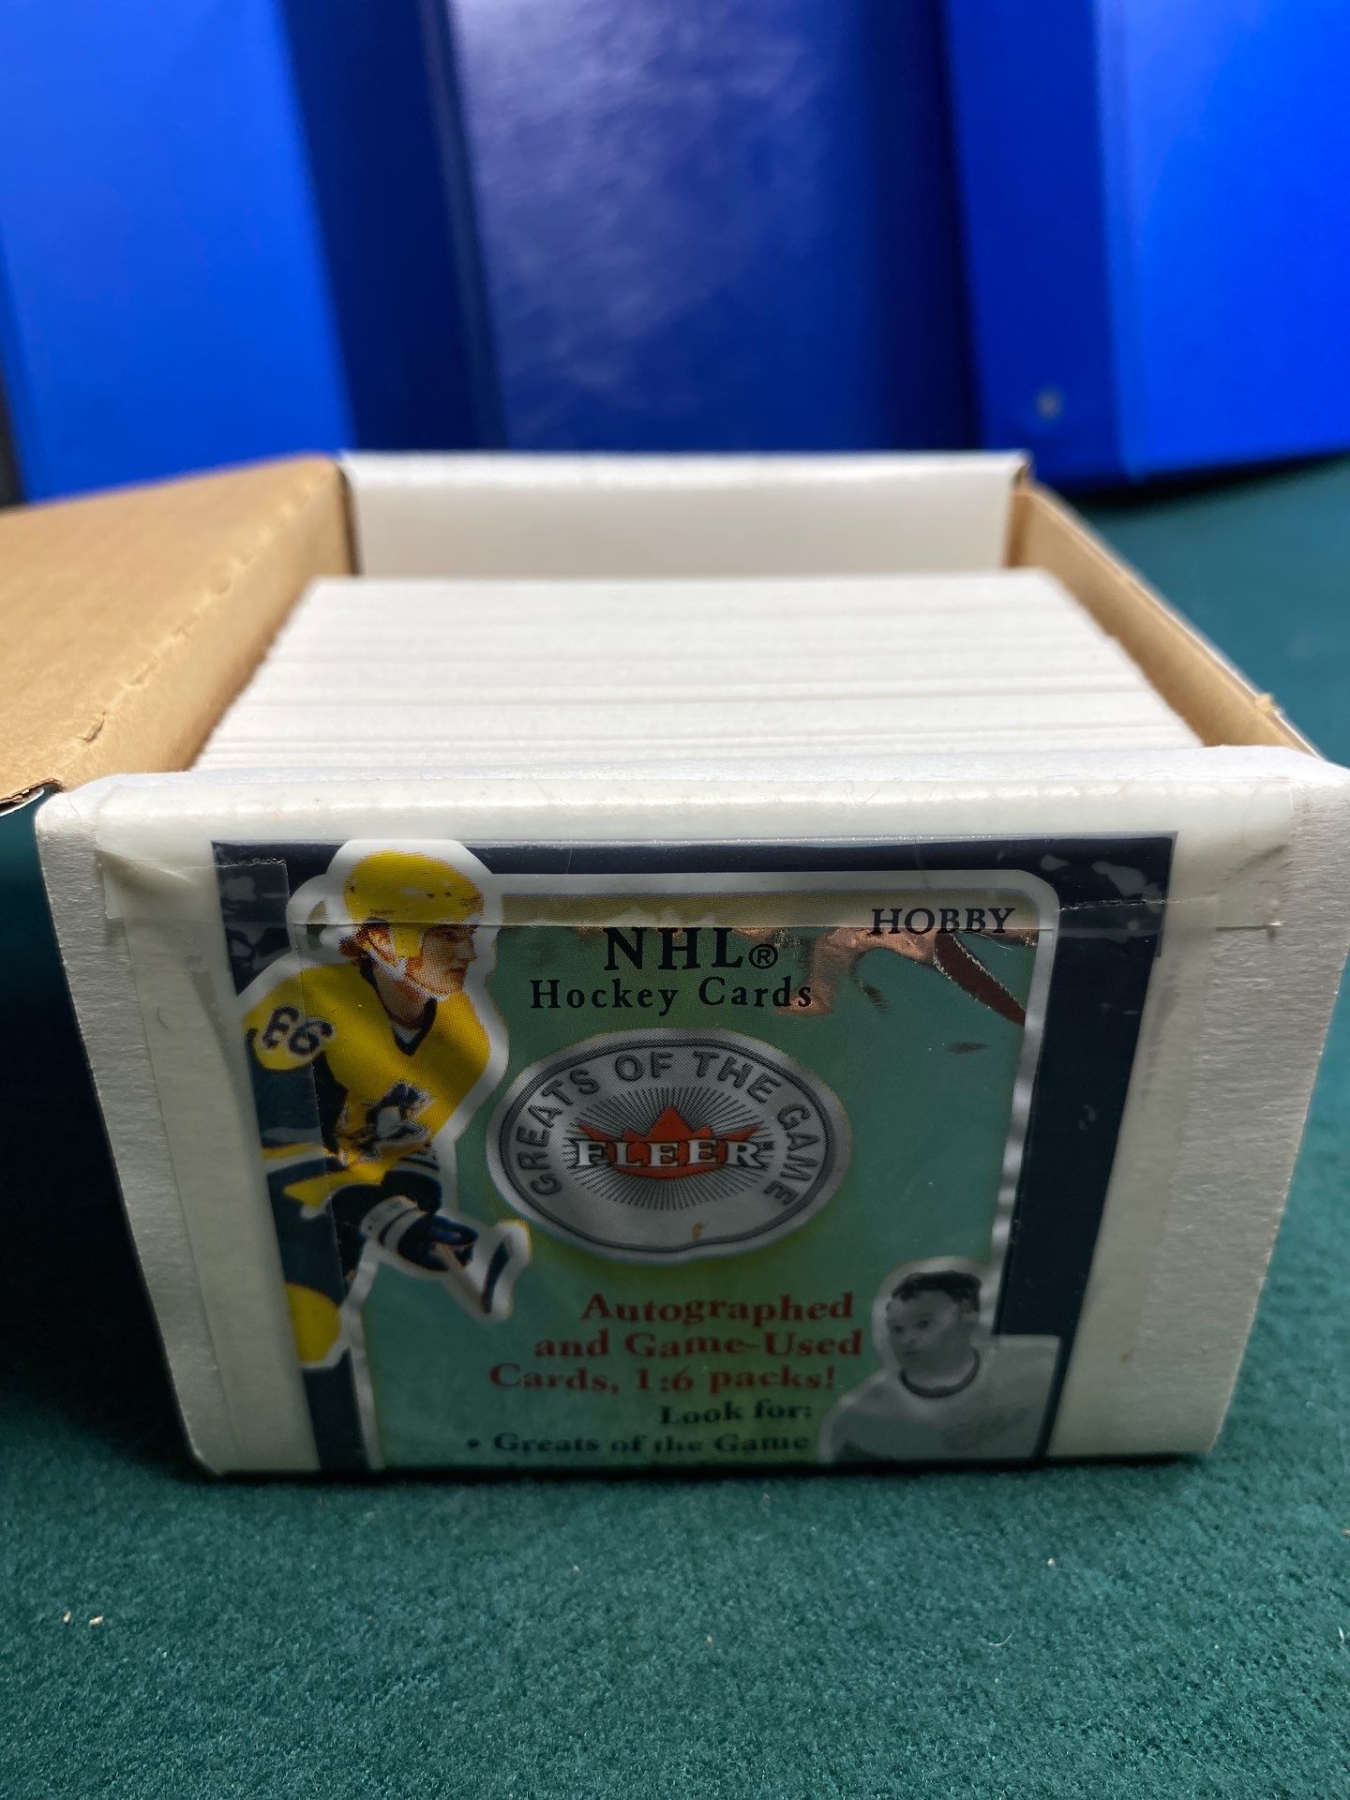 HOBBY
NHL®
Hockey Cards
66
GREATS OF THE GAME
FLEER
Autographed
and Game-Used
Cards, 1:6 packs!
Look for:
• Greats of the Game